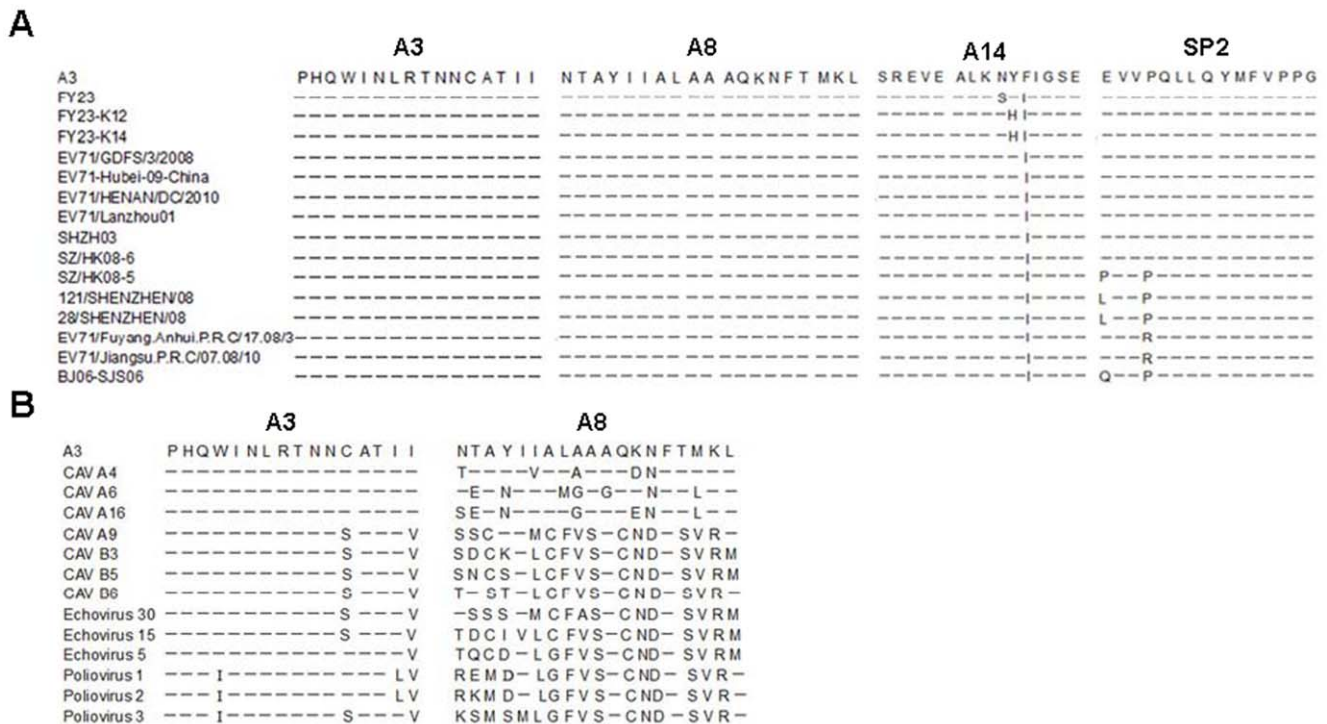 A
A3 A8 A14 SP2
A3 PHQWINLRTNNCATII NTAYIIALAAAQKNFTMKL SREVEALKNYFIGSE EVVPQLLQYMFVPPG
FY23 ---------------- ------------------- --------S-I---- ---------------
FY23-K12 ---------------- ------------------- ---------HI---- ---------------
FY23-K14 ---------------- ------------------- ---------HI---- ---------------
EV71/GDFS/3/2008 ---------------- ------------------- ----------I---- ---------------
EV71-Hubei-09-China ---------------- ------------------- ----------I---- ---------------
EV71/HENAN/DC/2010 ---------------- ------------------- ----------I---- ---------------
EV71/Lanzhou01 ---------------- ------------------- ----------I---- ---------------
SHZH03 ---------------- ------------------- ----------I---- ---------------
SZ/HK08-6 ---------------- ------------------- ----------I---- ---------------
SZ/HK08-5 ---------------- ------------------- ----------I---- P--P-----------
121/SHENZHEN/08 ---------------- ------------------- ----------I---- L--P-----------
28/SHENZHEN/08 ---------------- ------------------- ----------I---- L--P-----------
EV71/Fuyang.Anhui.P.R.C/17.08/3 ---------------- ------------------- ----------I---- ---R-----------
EV71/Jiangsu.P.R.C/07.08/10 ---------------- ------------------- ----------I---- ---R-----------
BJ06-SJS06 ---------------- ------------------- ----------I---- Q--P-----------
B
A3 A8
A3 PHQWINLRTNNCATII NTAYIIALAAAQKNFTMKL
CAV A4 ---------------- T----V--A---DN-----
CAV A6 ---------------- -E-N---MG-G--N--L--
CAV A16 ---------------- SE-N----G---EN--L--
CAV A9 -----------S---V SSC--MCFVS-CND-SVR-
CAV B3 -----------S---V SDCK-LCFVS-CND-SVRM
CAV B5 -----------S---V SNCS-LCFVS-CND-SVRM
CAV B6 -----------S---V T-ST-LCFVS-CND-SVR-
Echovirus 30 -----------S---V -SSS-MCFAS-CND-SVRM
Echovirus 15 -----------S---V TDCIVLCFVS-CND-SVRM
Echovirus 5 ---------------V TQCD-LGFVS-CND-SVRM
Poliovirus 1 ---I----------LV REMD-LGFVS-CND-SVR-
Poliovirus 2 ---I----------LV RKMD-LGFVS-CND-SVR-
Poliovirus 3 ---I-------S---V KSMSMLGFVS-CND-SVR-